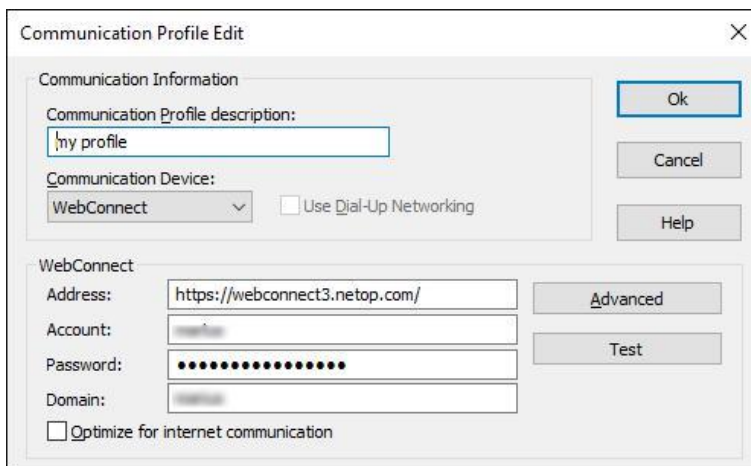 Communication Profile Edit
Communication Information
Communication Profile description:
my profile
Communication Device:
WebConnect
Use Dial-Up Networking
Ok
Cancel
Help
WebConnect
Address:
https://webconnect3.netop.com/
Account:
Password:
••••••••••••••••
Domain:
Optimize for internet communication
Advanced
Test